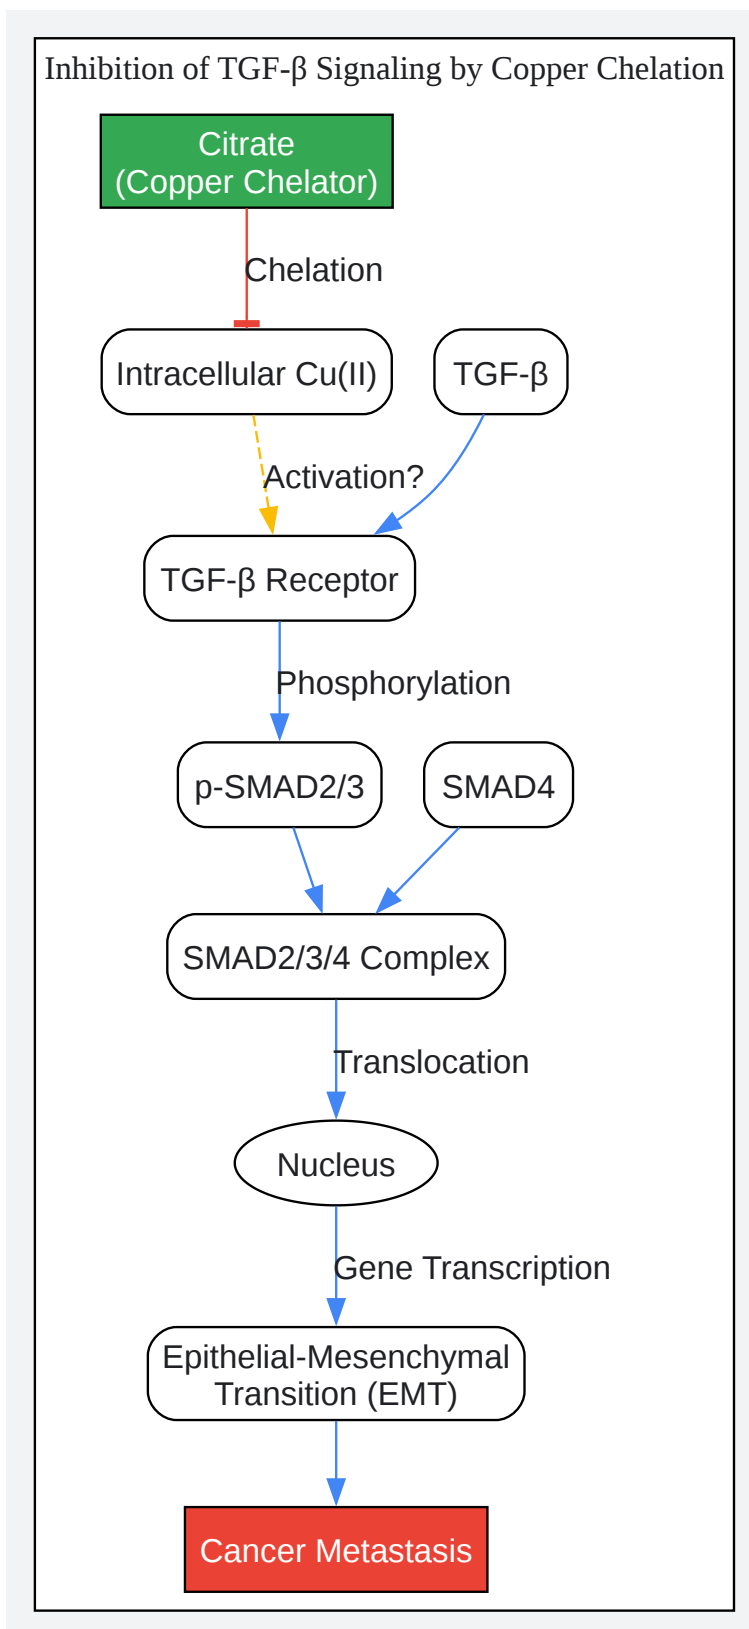 Inhibition of TGF-β Signaling by Copper Chelation
Citrate
(Copper Chelator)
Chelation
Intracellular Cu(II)
TGF-β
Activation?
TGF-β Receptor
Phosphorylation
p-SMAD2/3
SMAD4
SMAD2/3/4 Complex
Translocation
Nucleus
Gene Transcription
Epithelial-Mesenchymal
Transition (EMT)
Cancer Metastasis